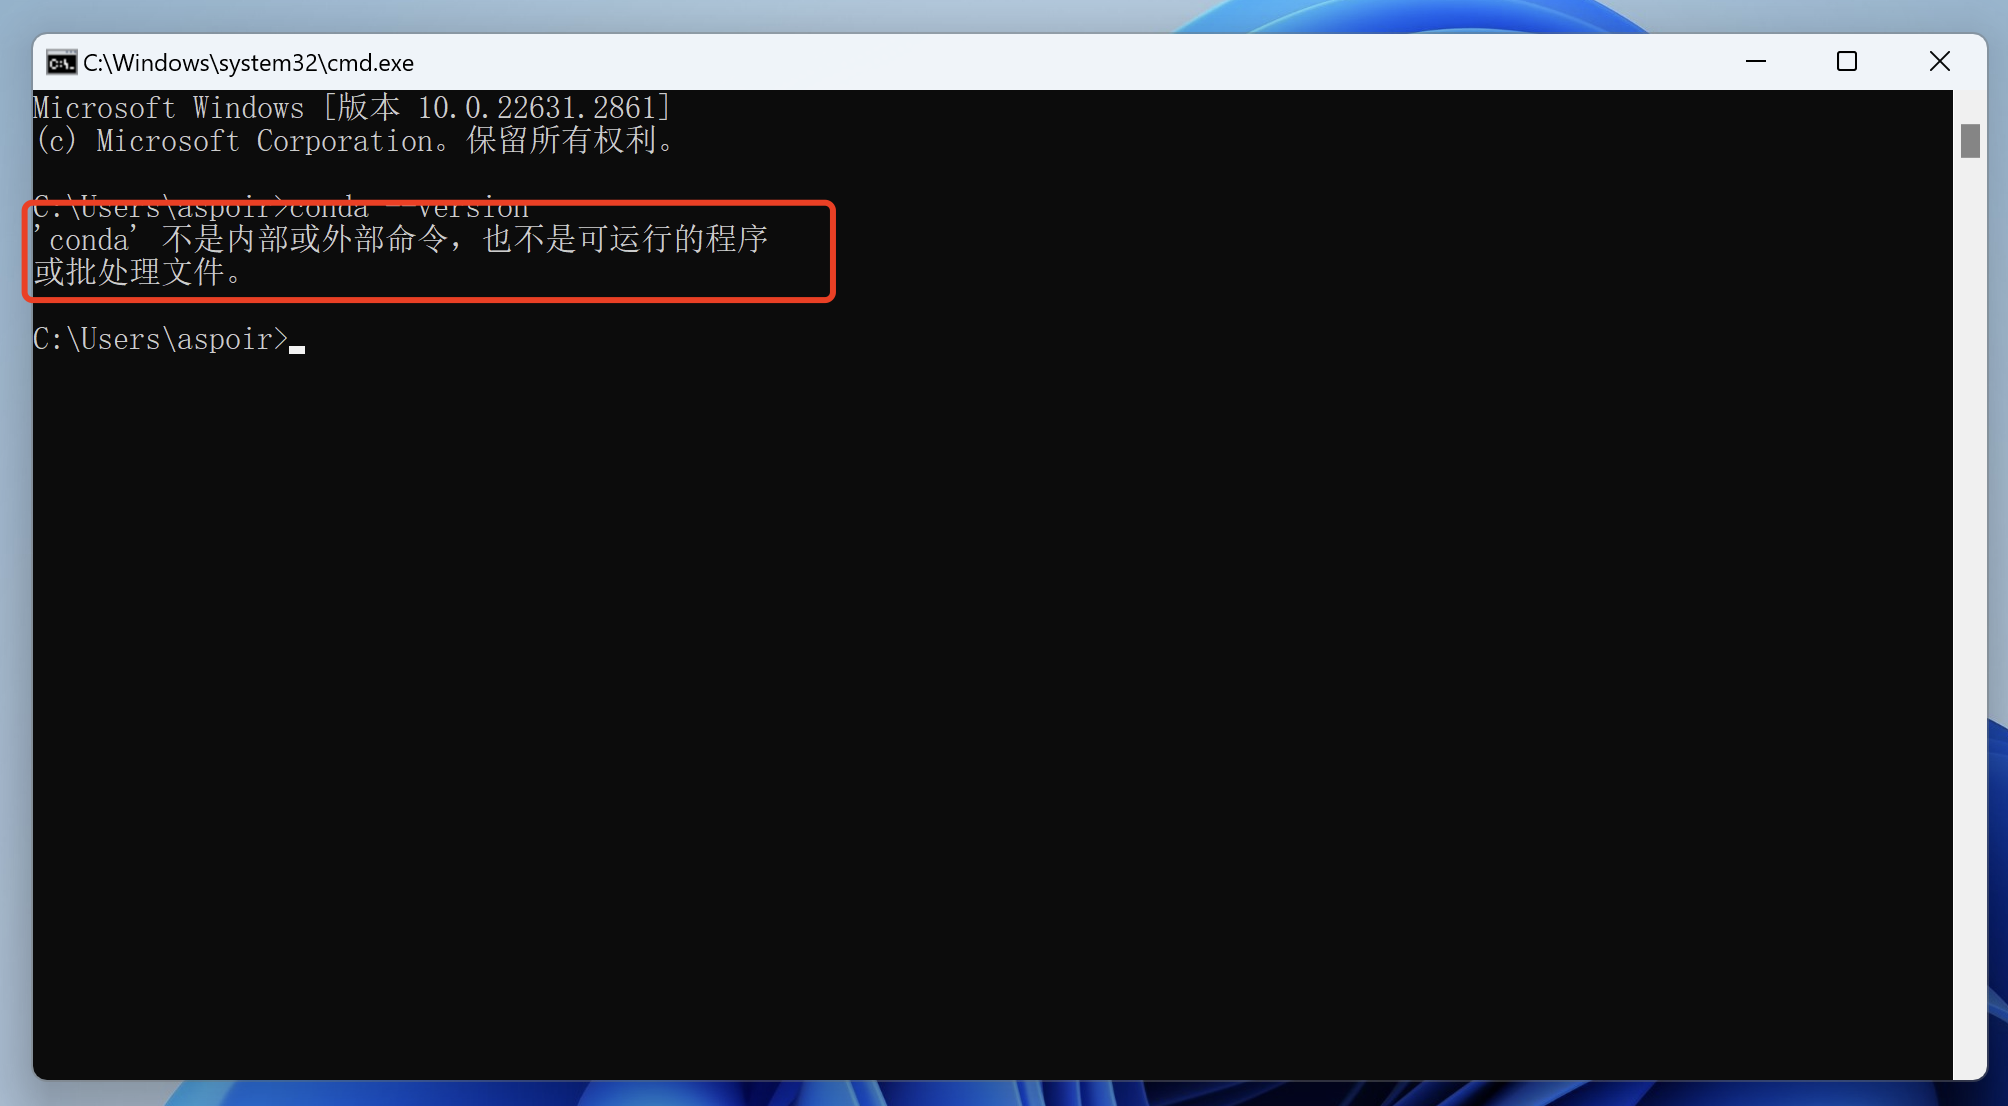 C:\Windows\system32\cmd.exe
Microsoft Windows [版本 10.0.22631.2861]
(c) Microsoft Corporation。保留所有权利。
C:\Users\aspoir>conda --version
'conda' 不是内部或外部命令，也不是可运行的程序
或批处理文件。
C:\Users\aspoir>